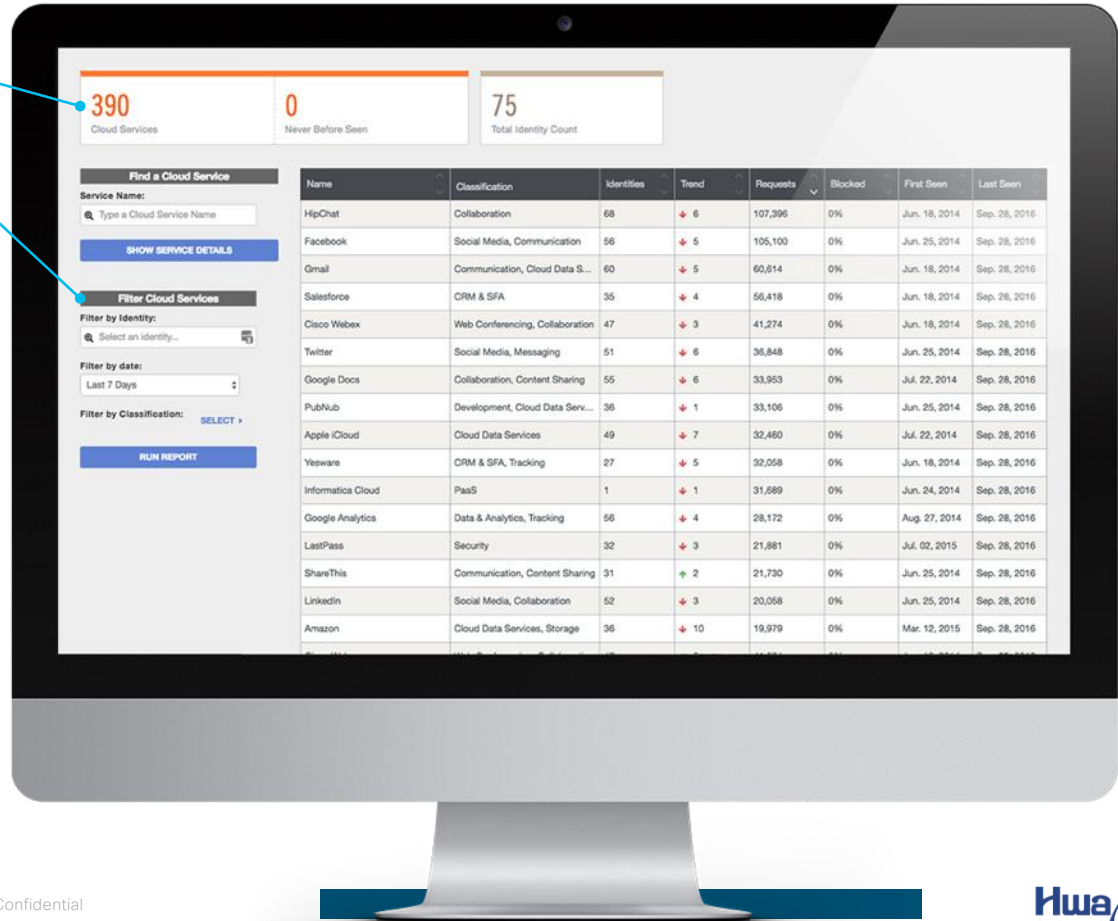 390
Cloud Services
0
Never Before Seen
75
Total Identity Count
Find a Cloud Service
Service Name:
Type a Cloud Service Name
SHOW SERVICE DETAILS
Filter Cloud Services
Filter by Identity:
Select an identity...
Filter by date:
Last 7 Days
Filter by Classification: SELECT ›
RUN REPORT
Name Classification Identities Trend Requests Blocked First Seen Last Seen
HipChat Collaboration 68 6 107,396 0% Jun. 18, 2014 Sep. 28, 2016
Facebook Social Media, Communication 56 5 105,100 0% Jun. 25, 2014 Sep. 28, 2016
Gmail Communication, Cloud Data S... 60 5 60,614 0% Jun. 18, 2014 Sep. 28, 2016
Salesforce CRM & SFA 35 4 56,418 0% Jun. 18, 2014 Sep. 28, 2016
Cisco Webex Web Conferencing, Collaboration 47 3 41,274 0% Jun. 18, 2014 Sep. 28, 2016
Twitter Social Media, Messaging 51 6 36,848 0% Jun. 25, 2014 Sep. 28, 2016
Google Docs Collaboration, Content Sharing 55 6 33,953 0% Jul. 22, 2014 Sep. 28, 2016
PubNub Development, Cloud Data Serv... 36 1 33,106 0% Jun. 25, 2014 Sep. 28, 2016
Apple iCloud Cloud Data Services 49 7 32,460 0% Jul. 22, 2014 Sep. 28, 2016
Yesware CRM & SFA, Tracking 27 5 32,058 0% Jun. 18, 2014 Sep. 28, 2016
Informatica Cloud PaaS 1 1 31,689 0% Jun. 24, 2014 Sep. 28, 2016
Google Analytics Data & Analytics, Tracking 56 4 28,172 0% Aug. 27, 2014 Sep. 28, 2016
LastPass Security 32 3 21,881 0% Jul. 02, 2015 Sep. 28, 2016
ShareThis Communication, Content Sharing 31 2 21,730 0% Jun. 25, 2014 Sep. 28, 2016
LinkedIn Social Media, Collaboration 52 3 20,058 0% Jun. 25, 2014 Sep. 28, 2016
Amazon Cloud Data Services, Storage 36 10 19,979 0% Mar. 12, 2015 Sep. 28, 2016
Confidential
Hwa